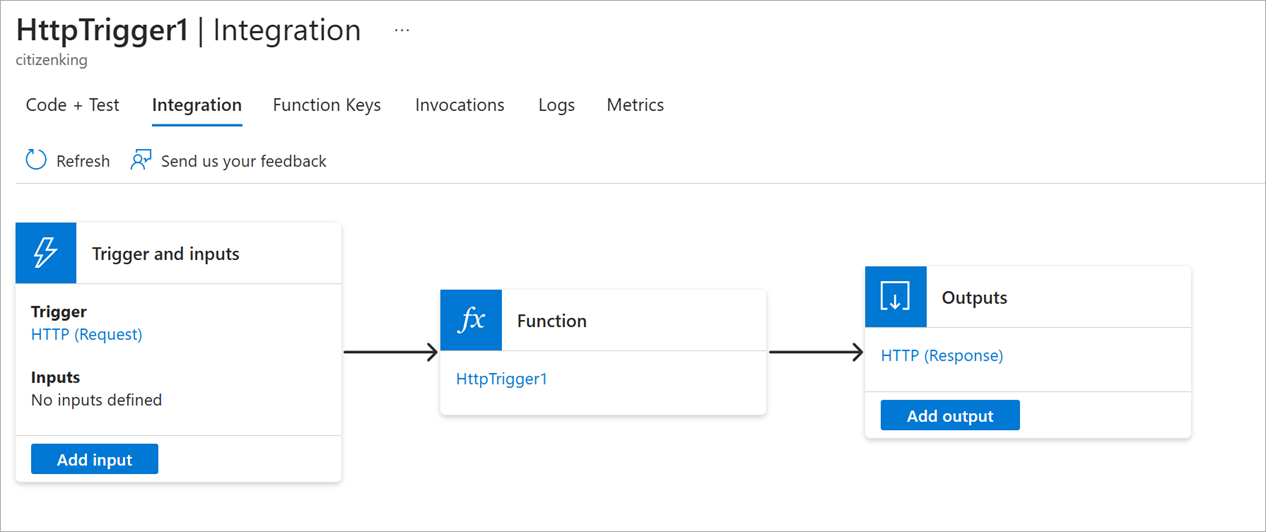 HttpTrigger1 | Integration ...
citizenking
Code + Test Integration Function Keys Invocations Logs Metrics
Refresh Send us your feedback
Trigger and inputs
Trigger
HTTP (Request)
Inputs
No inputs defined
Add input
fx Function
HttpTrigger1
Outputs
HTTP (Response)
Add output